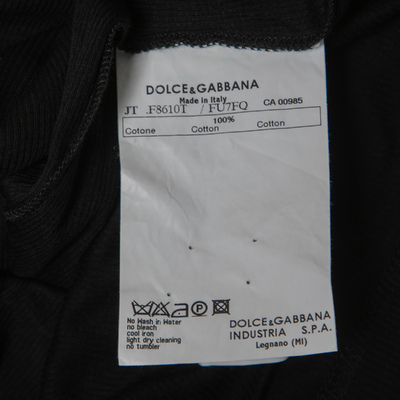 DOLCE&GABBANA
Made in Italy
JT .F8610T / FU7FQ CA 00985
100%
Cotone Cotton Cotton
P
No Wash in Water
no bleach
cool iron
light dry cleaning
no tumbler
DOLCE&GABBANA
INDUSTRIA S.P.A.
Legnano (MI)